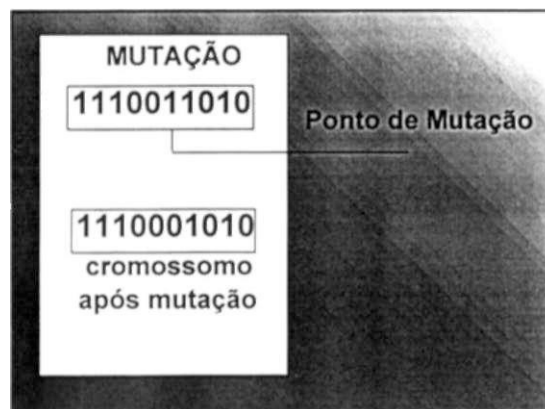 MUTAÇÃO
1110011010
Ponto de Mutação
1110001010
cromossomo
após mutação